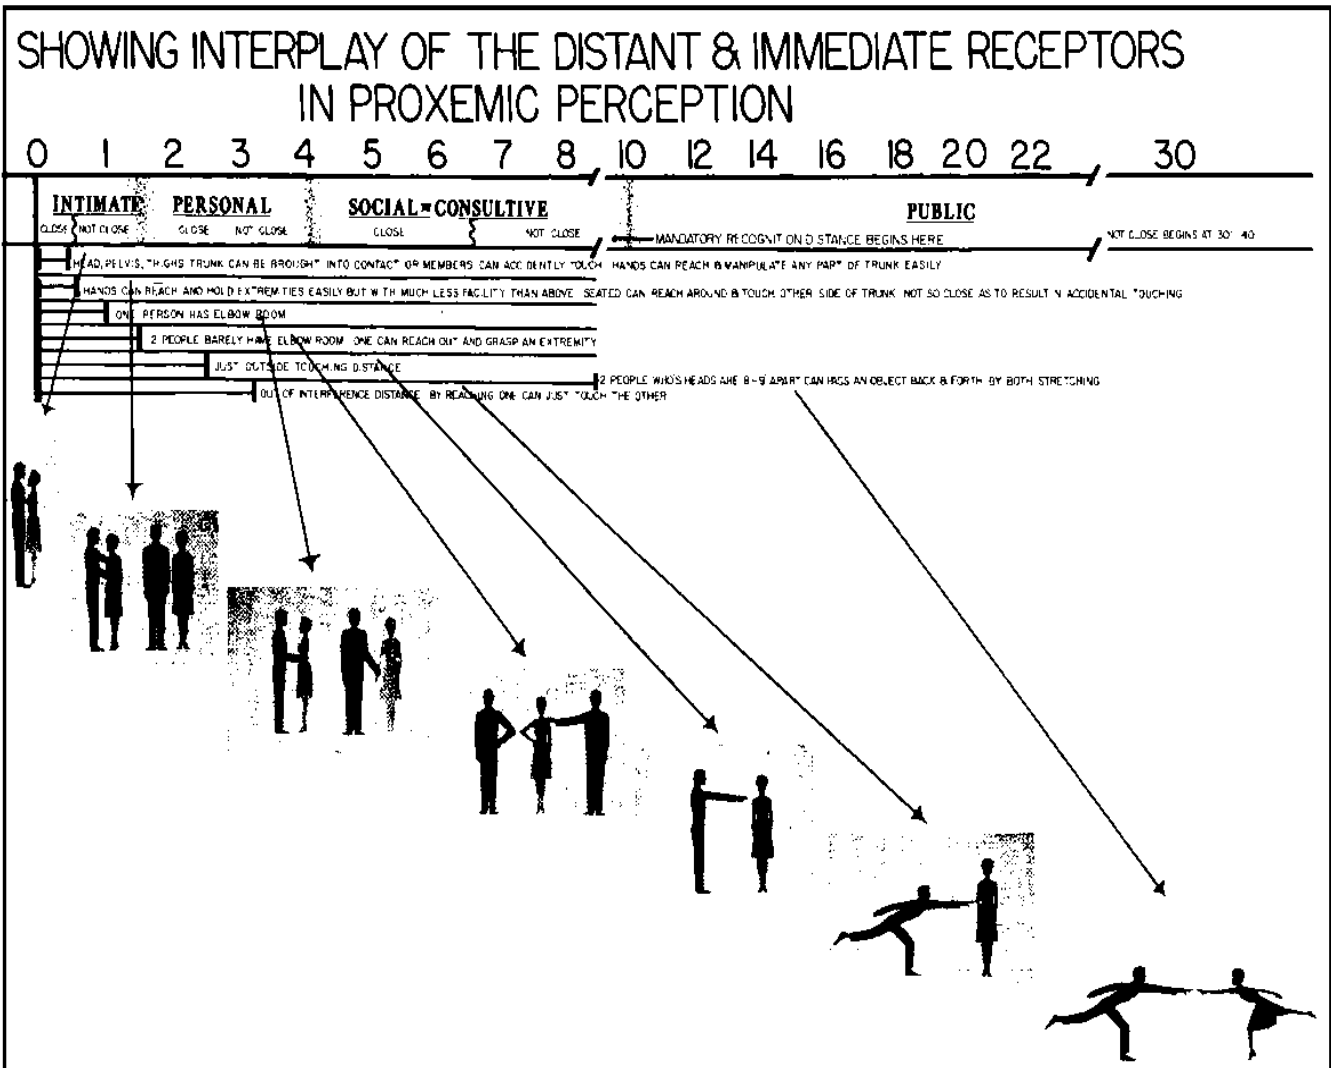 SHOWING INTERPLAY OF THE DISTANT & IMMEDIATE RECEPTORS
IN PROXEMIC PERCEPTION
0 1 2 3 4 5 6 7 8 10 12 14 16 18 20 22 30
INTIMATE PERSONAL SOCIAL-CONSULTIVE PUBLIC
CLOSE NOT CLOSE CLOSE NOT CLOSE CLOSE NOT CLOSE MANDATORY RECOGNITION DISTANCE BEGINS HERE NOT CLOSE BEGINS AT 30' 40'
HEAD, PELVIS, THIGHS TRUNK CAN BE BROUGHT INTO CONTACT OR MEMBERS CAN ACCIDENTLY TOUCH HANDS CAN REACH & MANIPULATE ANY PART OF TRUNK EASILY
HANDS CAN REACH AND HOLD EXTREMITIES EASILY BUT WITH MUCH LESS FACILITY THAN ABOVE SEATED CAN REACH AROUND & TOUCH OTHER SIDE OF TRUNK NOT SO CLOSE AS TO RESULT IN ACCIDENTAL TOUCHING
ONE PERSON HAS ELBOW ROOM
2 PEOPLE BARELY HAVE ELBOW ROOM ONE CAN REACH OUT AND GRASP AN EXTREMITY
JUST OUTSIDE TOUCHING DISTANCE
2 PEOPLE WHO'S HEADS ARE 8-9' APART CAN PASS AN OBJECT BACK & FORTH BY BOTH STRETCHING
OUT OF INTERFERENCE DISTANCE BY REACHING ONE CAN JUST TOUCH THE OTHER